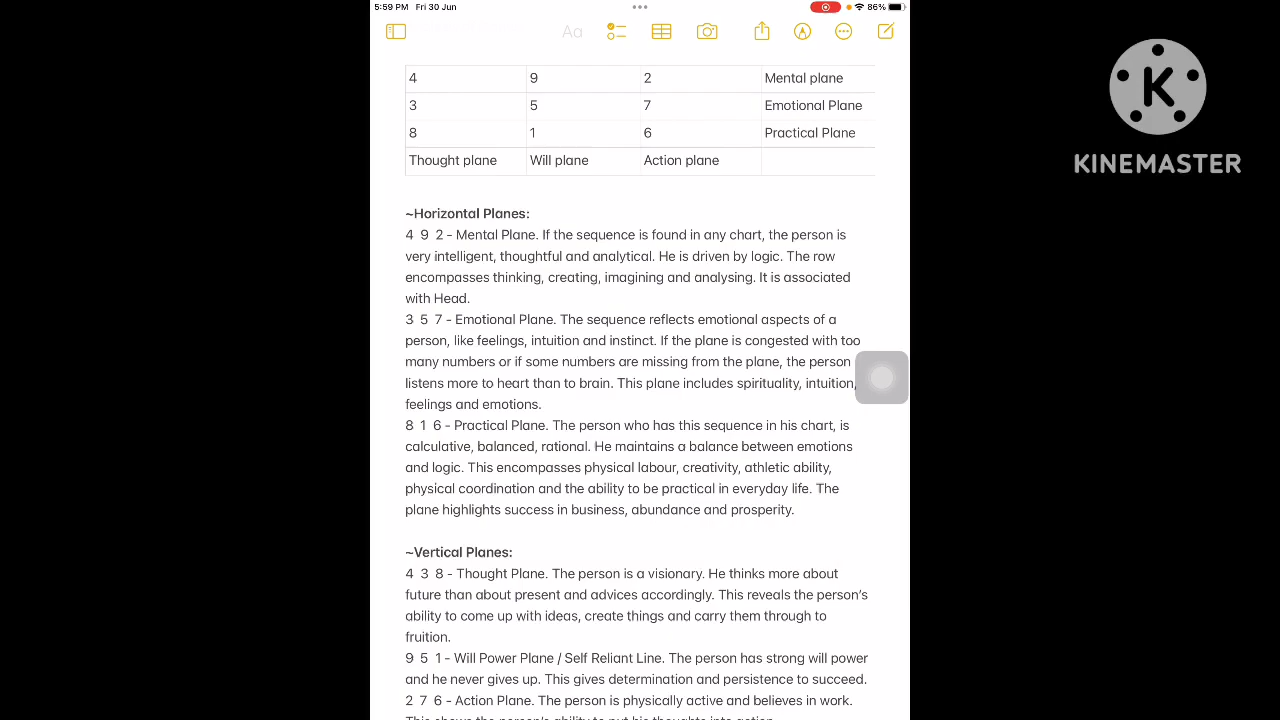 5:59 PM Fri 30 Jun
86%
Aa
4 9 2 Mental plane
3 5 7 Emotional Plane
8 1 6 Practical Plane
Thought plane Will plane Action plane
K
KINEMASTER
~Horizontal Planes:
4 9 2 - Mental Plane. If the sequence is found in any chart, the person is
very intelligent, thoughtful and analytical. He is driven by logic. The row
encompasses thinking, creating, imagining and analysing. It is associated
with Head.
3 5 7 - Emotional Plane. The sequence reflects emotional aspects of a
person, like feelings, intuition and instinct. If the plane is congested with too
many numbers or if some numbers are missing from the plane, the person
listens more to heart than to brain. This plane includes spirituality, intuition,
feelings and emotions.
8 1 6 - Practical Plane. The person who has this sequence in his chart, is
calculative, balanced, rational. He maintains a balance between emotions
and logic. This encompasses physical labour, creativity, athletic ability,
physical coordination and the ability to be practical in everyday life. The
plane highlights success in business, abundance and prosperity.
~Vertical Planes:
4 3 8 - Thought Plane. The person is a visionary. He thinks more about
future than about present and advices accordingly. This reveals the person's
ability to come up with ideas, create things and carry them through to
fruition.
9 5 1 - Will Power Plane / Self Reliant Line. The person has strong will power
and he never gives up. This gives determination and persistence to succeed.
2 7 6 - Action Plane. The person is physically active and believes in work.
This shows the person's ability to put his thoughts into action.